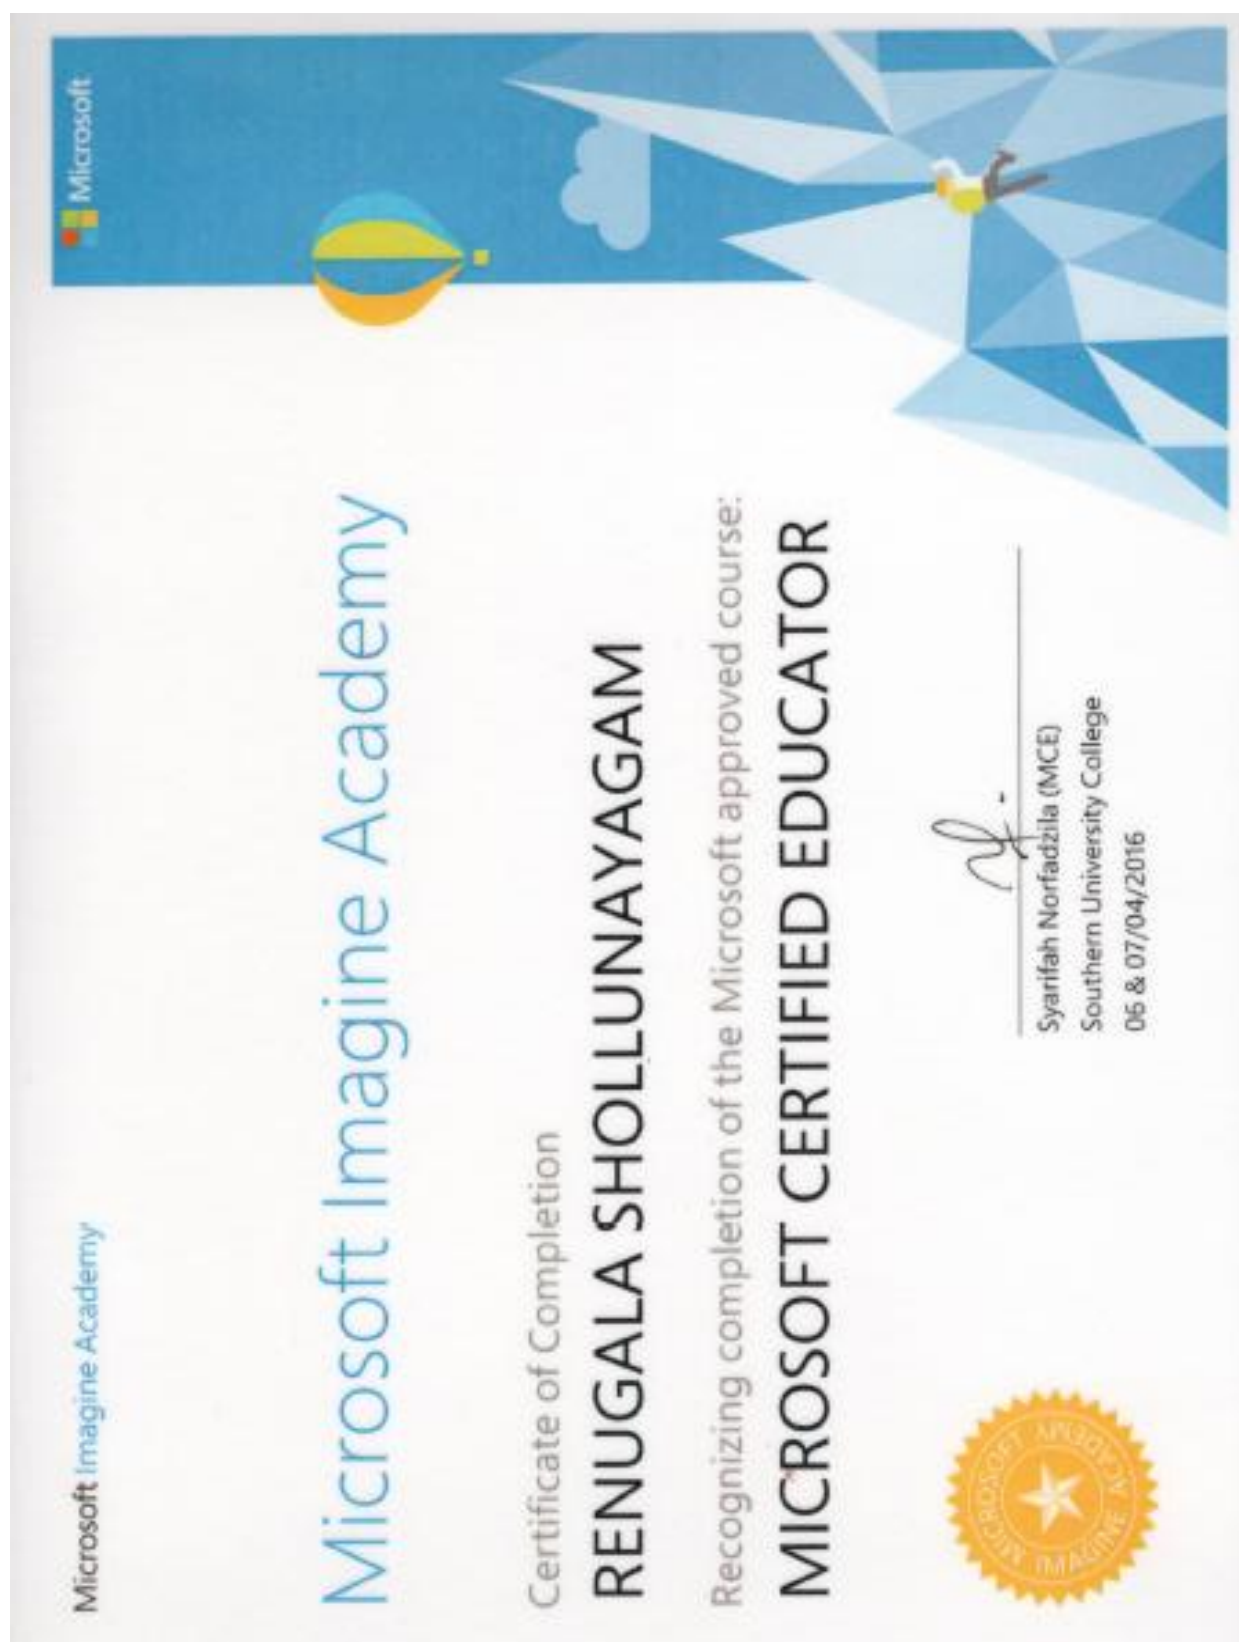 Microsoft Imagine Academy
Microsoft
Microsoft Imagine Academy
Certificate of Completion
RENUGALA SHOLLUNAYAGAM
Recognizing completion of the Microsoft approved course:
MICROSOFT CERTIFIED EDUCATOR
Syarifah Norfadzila (MCE)
Southern University College
06 & 07/04/2016
MICROSOFT IMAGINE ACADEMY